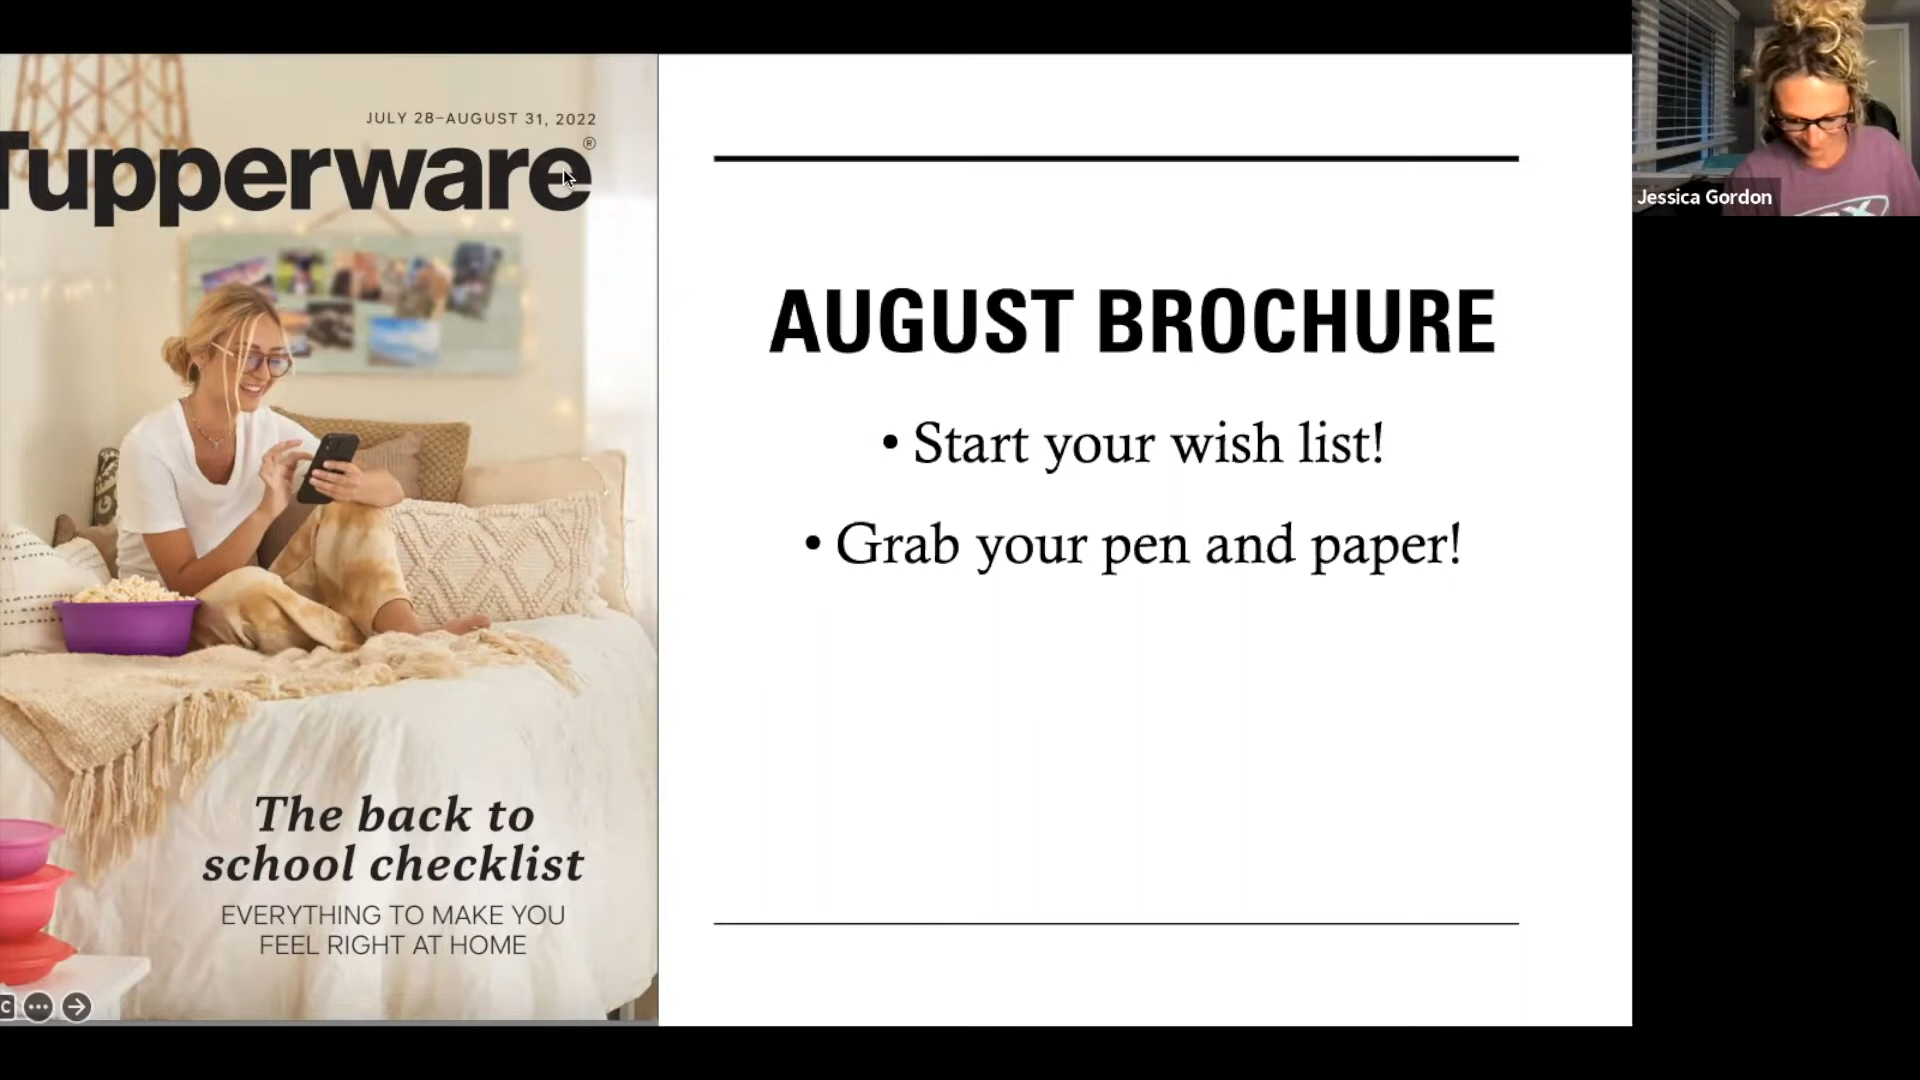 JULY 28–AUGUST 31, 2022
Tupperware®
The back to
school checklist
EVERYTHING TO MAKE YOU
FEEL RIGHT AT HOME
AUGUST BROCHURE
• Start your wish list!
• Grab your pen and paper!
Jessica Gordon